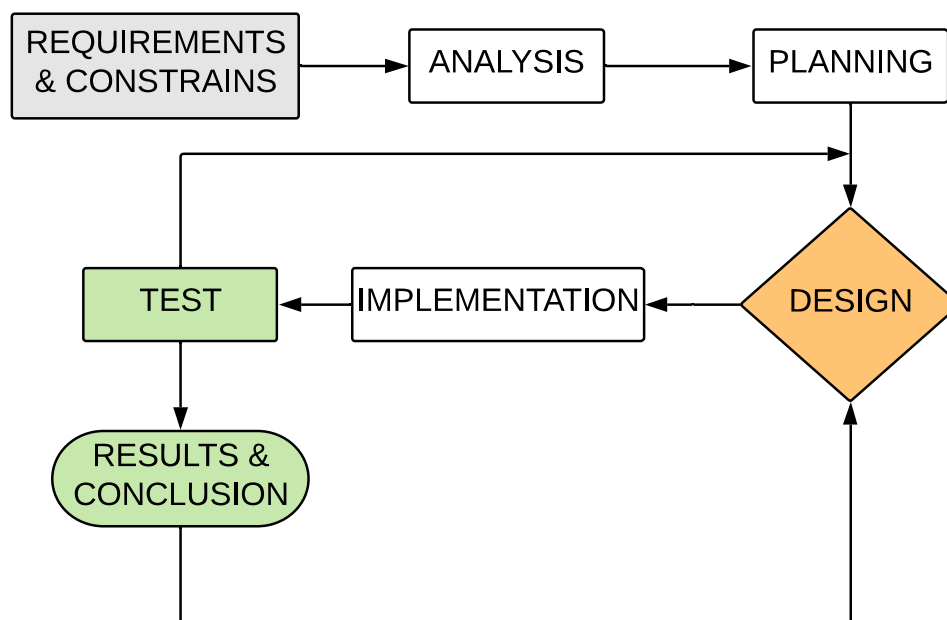 REQUIREMENTS
& CONSTRAINS
ANALYSIS
PLANNING
TEST
IMPLEMENTATION
DESIGN
RESULTS &
CONCLUSION